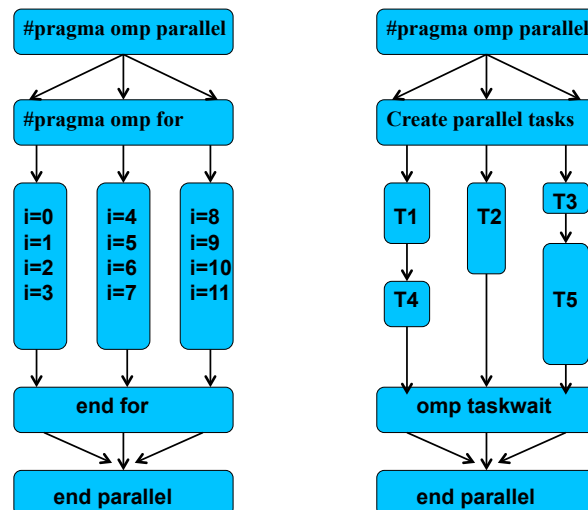 #pragma omp parallel
#pragma omp for
i=0
i=1
i=2
i=3
i=4
i=5
i=6
i=7
i=8
i=9
i=10
i=11
end for
end parallel
#pragma omp parallel
Create parallel tasks
T1
T4
T2
T3
T5
omp taskwait
end parallel